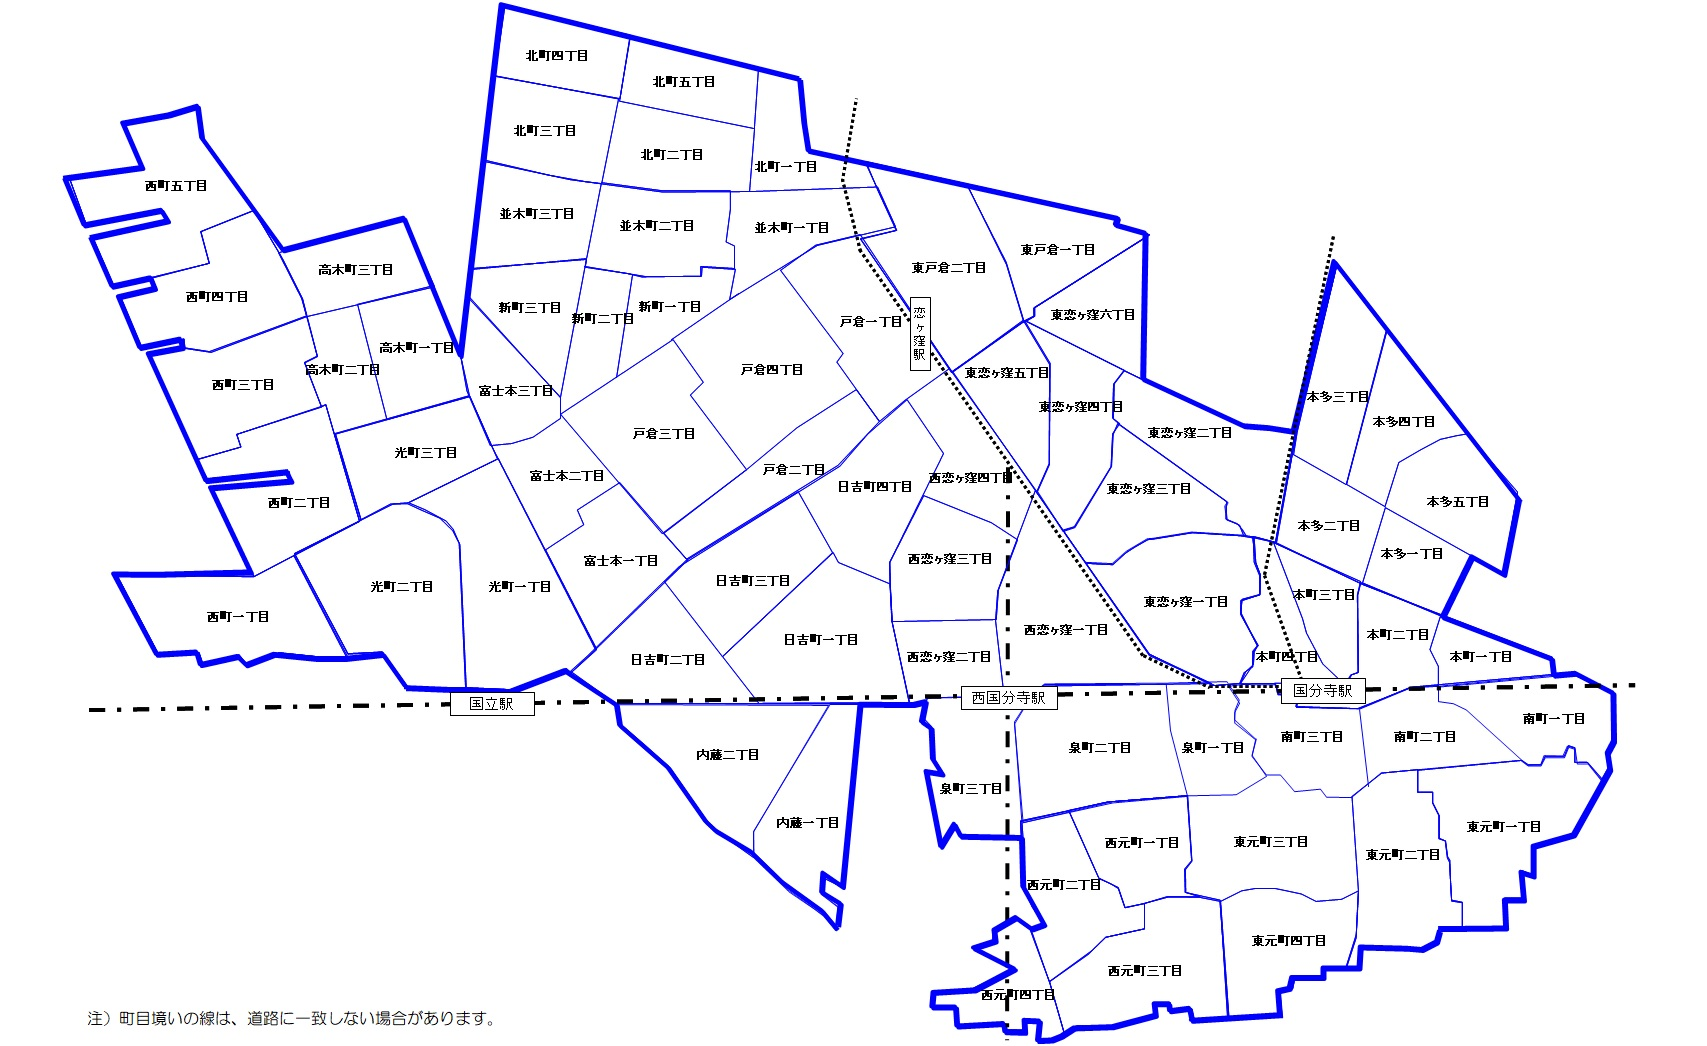 北町四丁目
北町五丁目
北町三丁目
北町二丁目
北町一丁目
西町五丁目
並木町三丁目
並木町二丁目
並木町一丁目
高木町三丁目
東戸倉二丁目
東戸倉一丁目
西町四丁目
新町三丁目
新町二丁目
新町一丁目
戸倉一丁目
恋ヶ窪駅
東恋ヶ窪六丁目
高木町一丁目
高木町二丁目
西町三丁目
富士本三丁目
戸倉四丁目
東恋ヶ窪五丁目
東恋ヶ窪四丁目
本多三丁目
本多四丁目
光町三丁目
戸倉三丁目
東恋ヶ窪二丁目
富士本二丁目
戸倉二丁目
日吉町四丁目
西恋ヶ窪四丁目
東恋ヶ窪三丁目
西町二丁目
本多二丁目
本多五丁目
富士本一丁目
西恋ヶ窪三丁目
本多一丁目
光町二丁目
光町一丁目
日吉町三丁目
東恋ヶ窪一丁目
本町三丁目
西町一丁目
日吉町一丁目
西恋ヶ窪一丁目
本町二丁目
日吉町二丁目
西恋ヶ窪二丁目
本町四丁目
本町一丁目
国立駅
西国分寺駅
国分寺駅
内藤二丁目
泉町二丁目
泉町一丁目
南町三丁目
南町二丁目
南町一丁目
泉町三丁目
内藤一丁目
西元町一丁目
東元町三丁目
東元町二丁目
東元町一丁目
西元町二丁目
東元町四丁目
西元町三丁目
西元町四丁目
注）町目境いの線は、道路に一致しない場合があります。